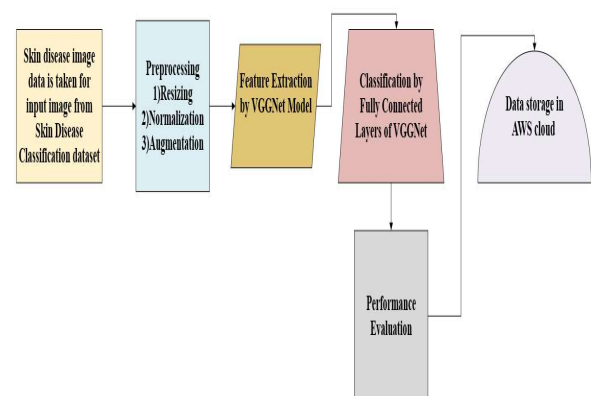 Skin disease image
data is taken for
input image from
Skin Disease
Classification dataset
Preprocessing
1)Resizing
2)Normalization
3)Augmentation
Feature Extraction
by VGGNet Model
Classification by
Fully Connected
Layers of VGGNet
Data storage in
AWS cloud
Performance
Evaluation